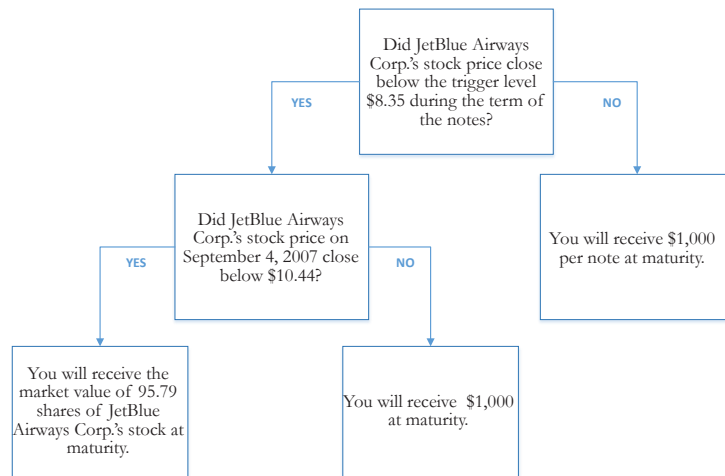 Did JetBlue Airways
Corp.'s stock price close
below the trigger level
$8.35 during the term of
the notes?
YES
NO
Did JetBlue Airways
Corp.'s stock price on
September 4, 2007 close
below $10.44?
You will receive $1,000
per note at maturity.
YES
NO
You will receive the
market value of 95.79
shares of JetBlue
Airways Corp.'s stock at
maturity.
You will receive $1,000
at maturity.